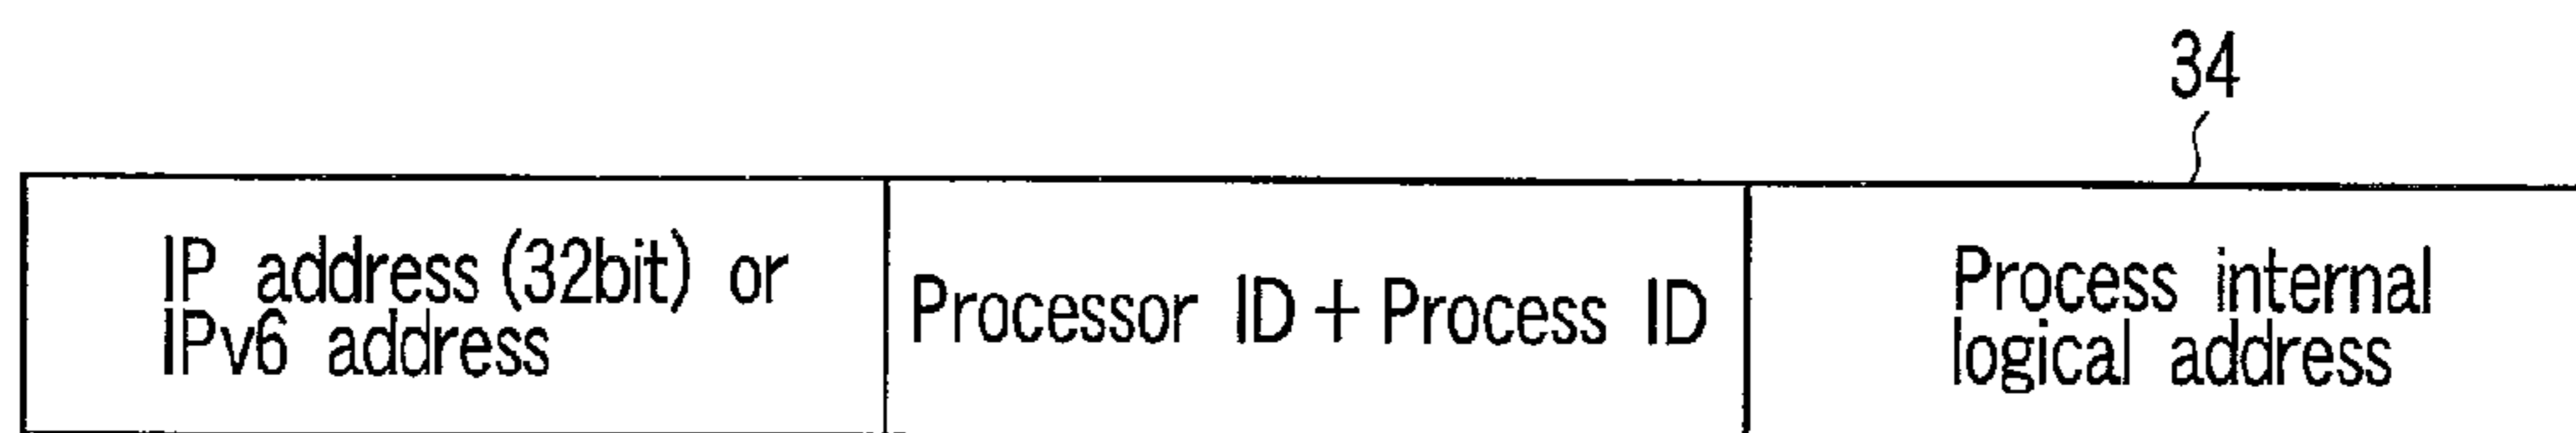 34
IP address (32bit) or
IPv6 address
Processor ID + Process ID
Process internal
logical address